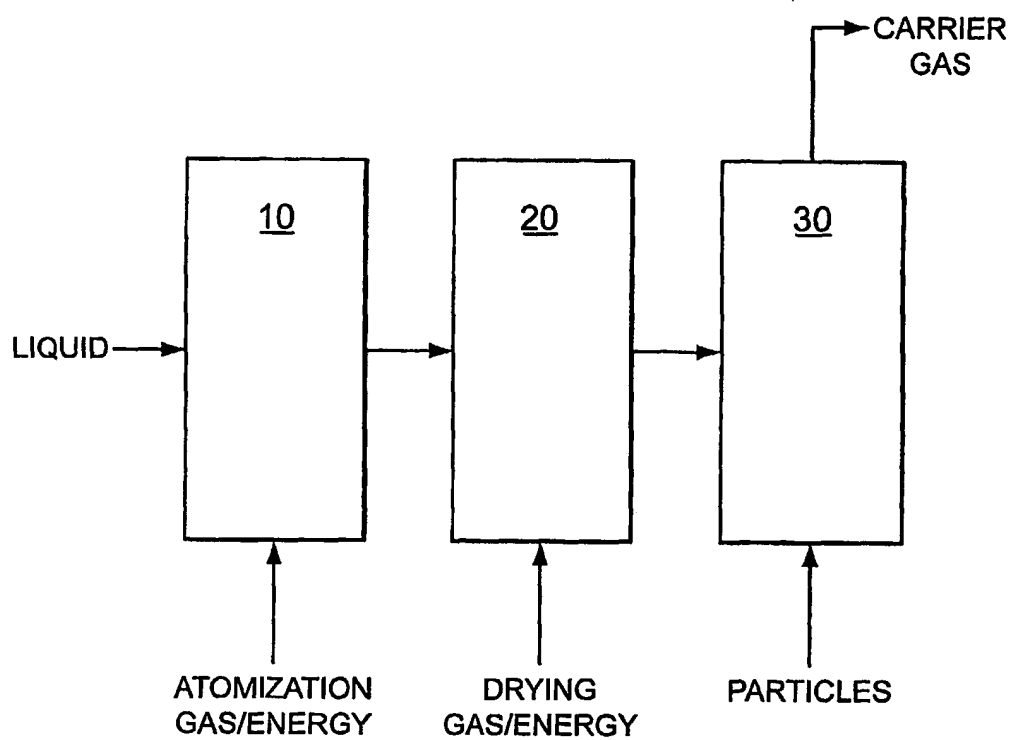 CARRIER
GAS
10
20
30
LIQUID
ATOMIZATION
GAS/ENERGY
DRYING
GAS/ENERGY
PARTICLES